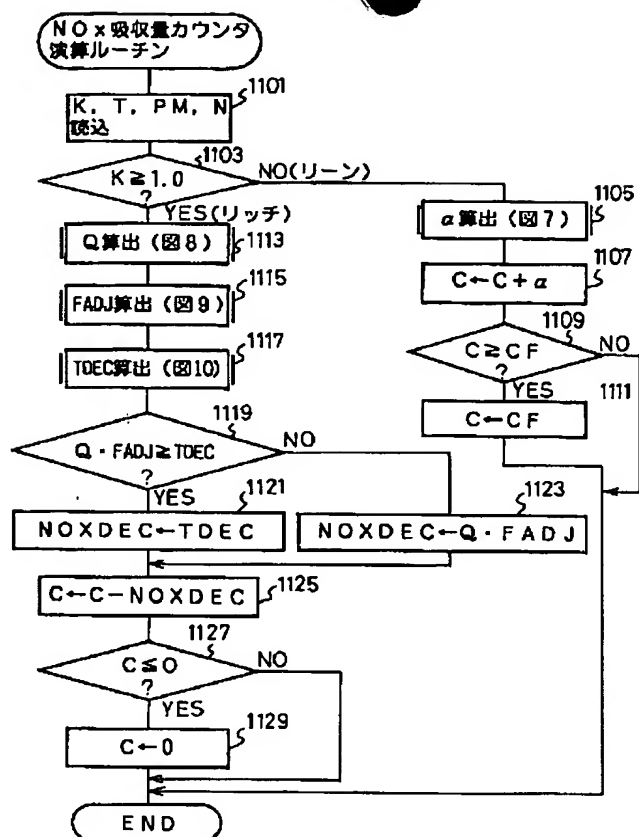 NOx吸収量カウンタ
演算ルーチン
1101
K, T, PM, N
読込
1103
K≧1.0
?
NO(リーン)
YES(リッチ)
Q算出(図8)
1113
FADJ算出(図9)
1115
TDEC算出(図10)
1117
1119
Q・FADJ≧TDEC
?
NO
YES
1121
NOXDEC←TDEC
1123
NOXDEC←Q・FADJ
C←C-NOXDEC
1125
1127
C≦0
?
NO
YES
1129
C←0
END
α算出(図7)
1105
1107
C←C+α
1109
C≧CF
?
NO
YES
1111
C←CF